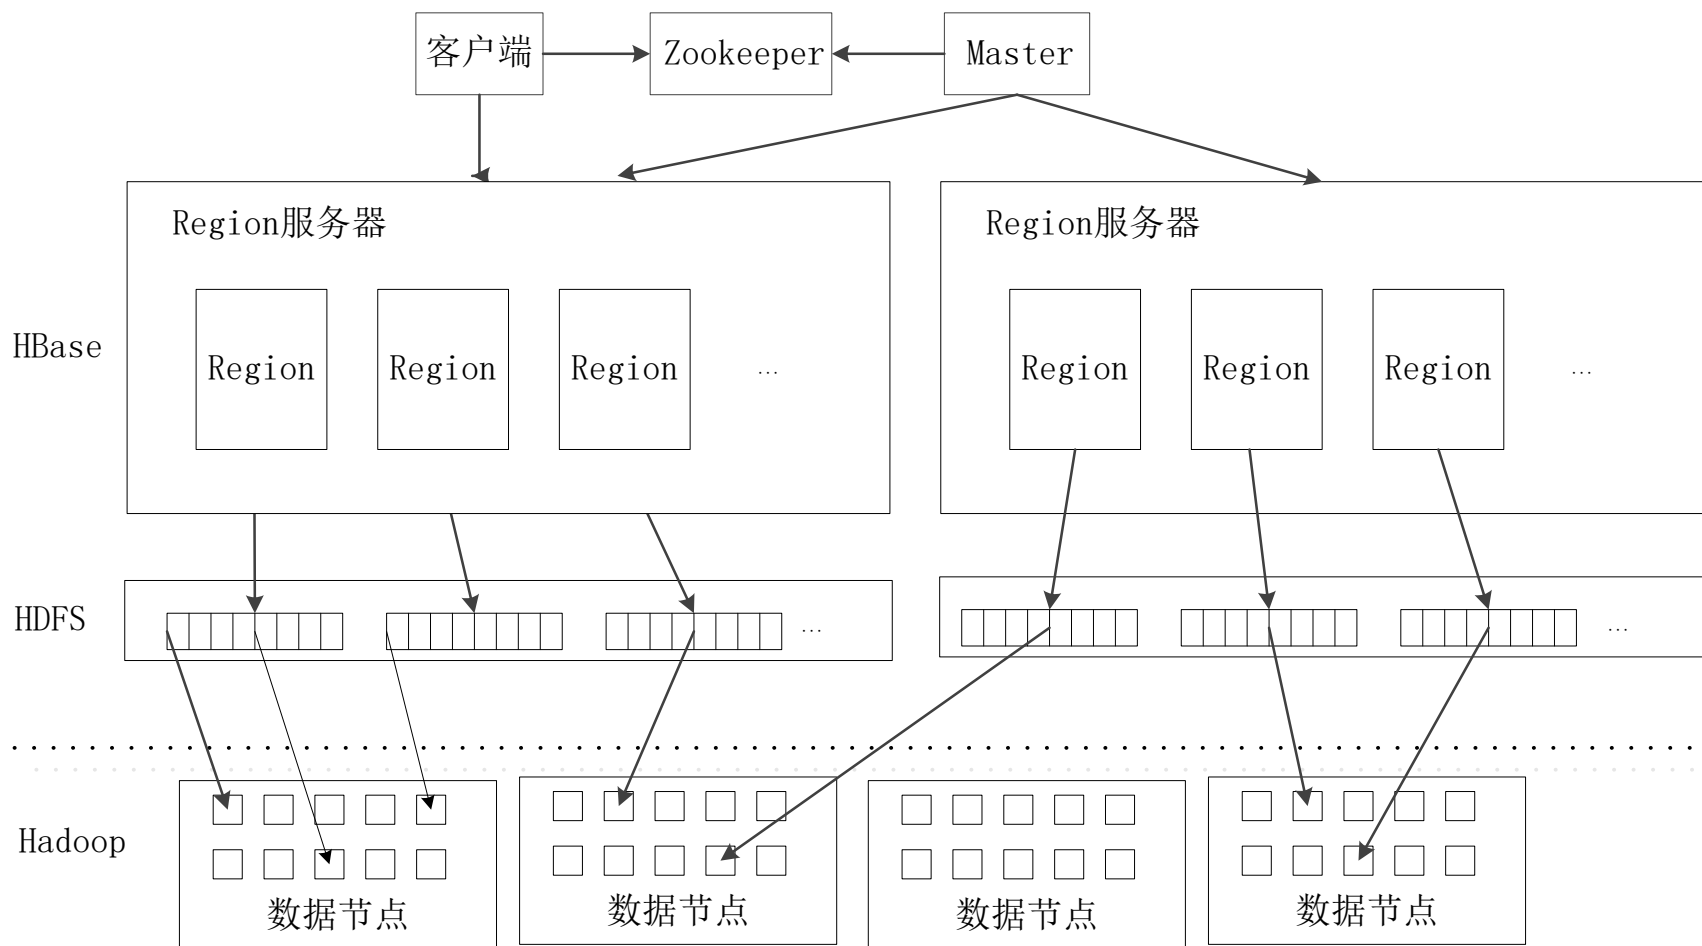 客户端
Zookeeper
Master
Region服务器
Region服务器
HBase
Region
Region
Region
...
Region
Region
Region
...
HDFS
...
...
Hadoop
数据节点
数据节点
数据节点
数据节点